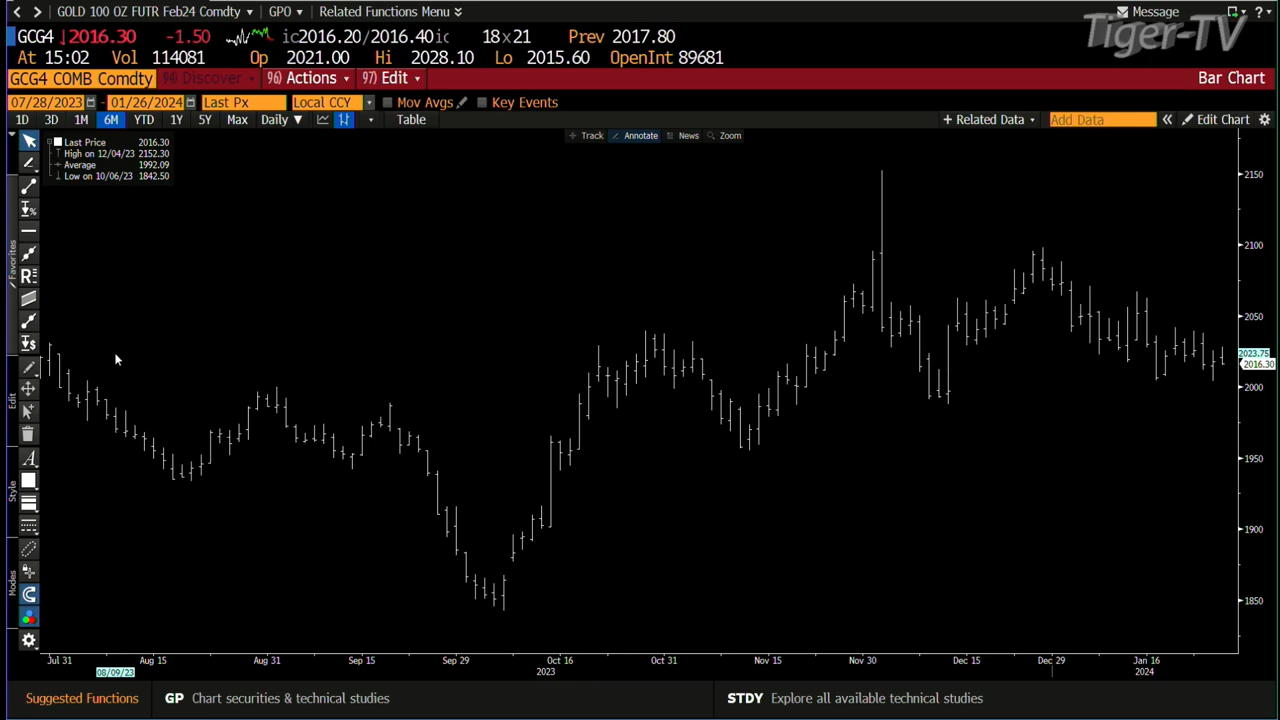 GOLD 100 OZ FUTR Feb24 Comdty GPO Related Functions Menu Message ?
Tiger-TV
GCG4 ↓2016.30 -1.50 ic2016.20/2016.40ic 18x21 Prev 2017.80
At 15:02 Vol 114081 Op 2021.00 Hi 2028.10 Lo 2015.60 OpenInt 89681
GCG4 COMB Comdty 94) Discover 96) Actions 97) Edit Bar Chart
07/28/2023 - 01/26/2024 Last Px Local CCY Mov Avgs Key Events
1D 3D 1M 6M YTD 1Y 5Y Max Daily ▼ Table + Related Data Add Data « Edit Chart
+ Track Annotate News Zoom
Last Price 2016.30
High on 12/04/23 2152.30
Average 1992.09
Low on 10/06/23 1842.50
Favorites
Edit
Style
Modes
2150
2100
2050
2023.75
2016.30
2000
1950
1900
1850
Jul 31 Aug 15 Aug 31 Sep 15 Sep 29 Oct 16 Oct 31 Nov 15 Nov 30 Dec 15 Dec 29 Jan 16
08/09/23 2023 2024
Suggested Functions GP Chart securities & technical studies STDY Explore all available technical studies